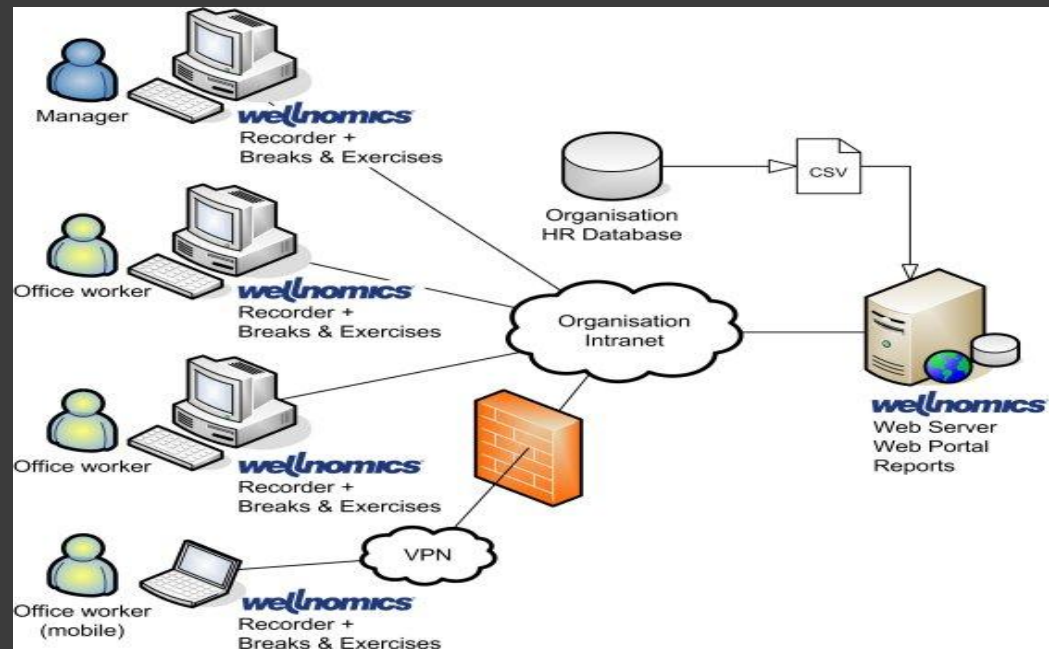 Manager
wellnomics
Recorder +
Breaks & Exercises
Organisation
HR Database
CSV
Office worker
wellnomics
Recorder +
Breaks & Exercises
Organisation
Intranet
wellnomics
Web Server
Web Portal
Reports
Office worker
wellnomics
Recorder +
Breaks & Exercises
VPN
Office worker
(mobile)
wellnomics
Recorder +
Breaks & Exercises